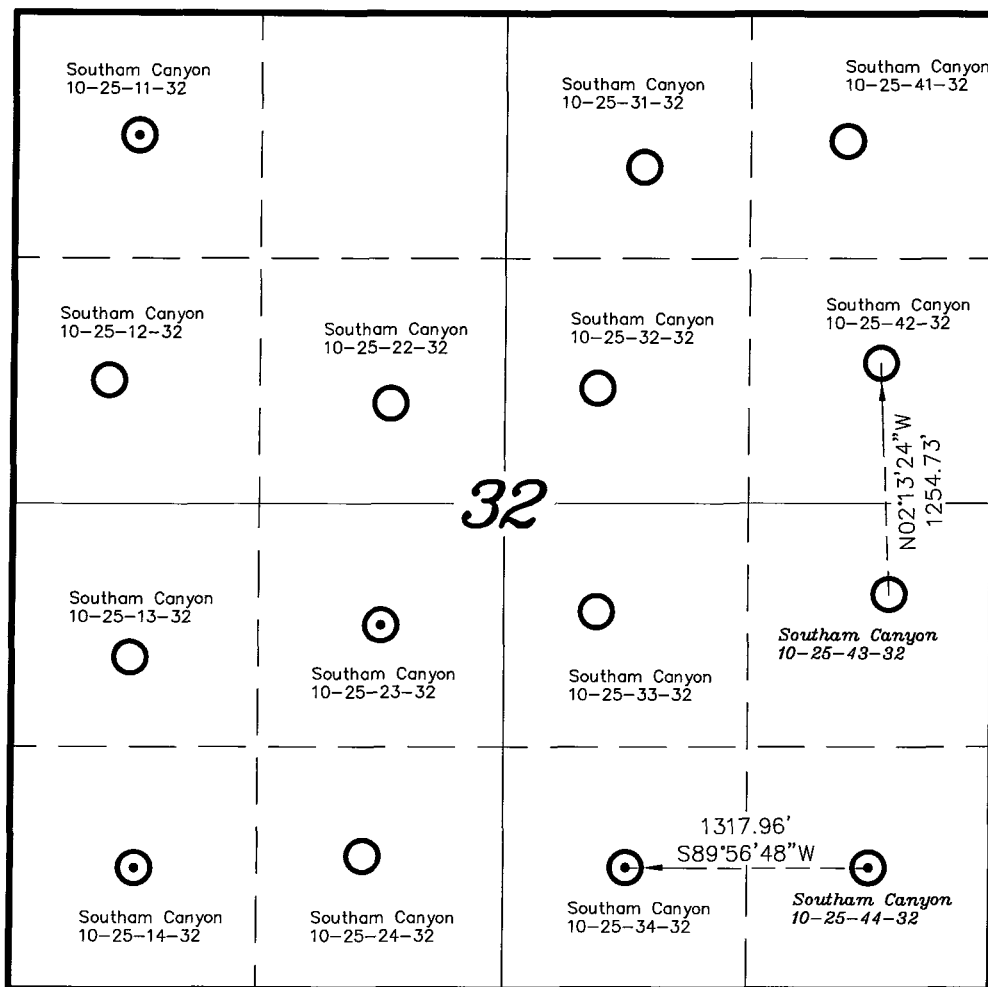 Southam Canyon
10-25-11-32
Southam Canyon
10-25-31-32
Southam Canyon
10-25-41-32
Southam Canyon
10-25-12-32
Southam Canyon
10-25-22-32
Southam Canyon
10-25-32-32
Southam Canyon
10-25-42-32
N02°13'24"W
1254.73'
32
Southam Canyon
10-25-13-32
Southam Canyon
10-25-23-32
Southam Canyon
10-25-33-32
Southam Canyon
10-25-43-32
1317.96'
S89°56'48"W
Southam Canyon
10-25-14-32
Southam Canyon
10-25-24-32
Southam Canyon
10-25-34-32
Southam Canyon
10-25-44-32